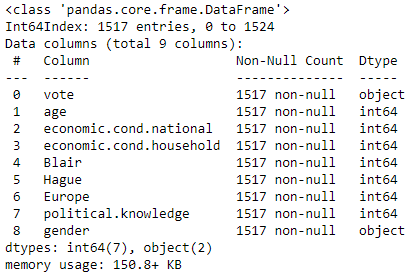 <class 'pandas.core.frame.DataFrame'>
Int64Index: 1517 entries, 0 to 1524
Data columns (total 9 columns):
 #   Column                   Non-Null Count  Dtype
---  ------                   --------------  -----
 0   vote                     1517 non-null   object
 1   age                      1517 non-null   int64
 2   economic.cond.national   1517 non-null   int64
 3   economic.cond.household  1517 non-null   int64
 4   Blair                    1517 non-null   int64
 5   Hague                    1517 non-null   int64
 6   Europe                   1517 non-null   int64
 7   political.knowledge      1517 non-null   int64
 8   gender                   1517 non-null   object
dtypes: int64(7), object(2)
memory usage: 150.8+ KB